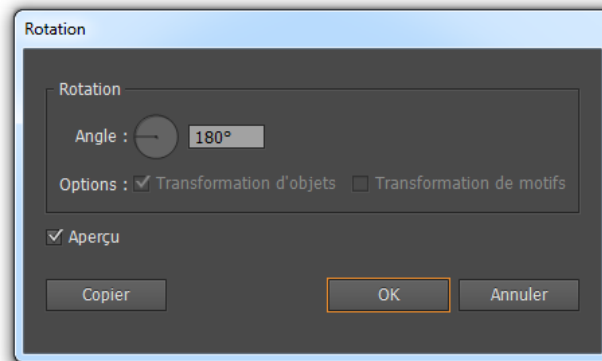 Rotation
Rotation
Angle : 180°
Options : Transformation d'objets Transformation de motifs
Aperçu
Copier OK Annuler